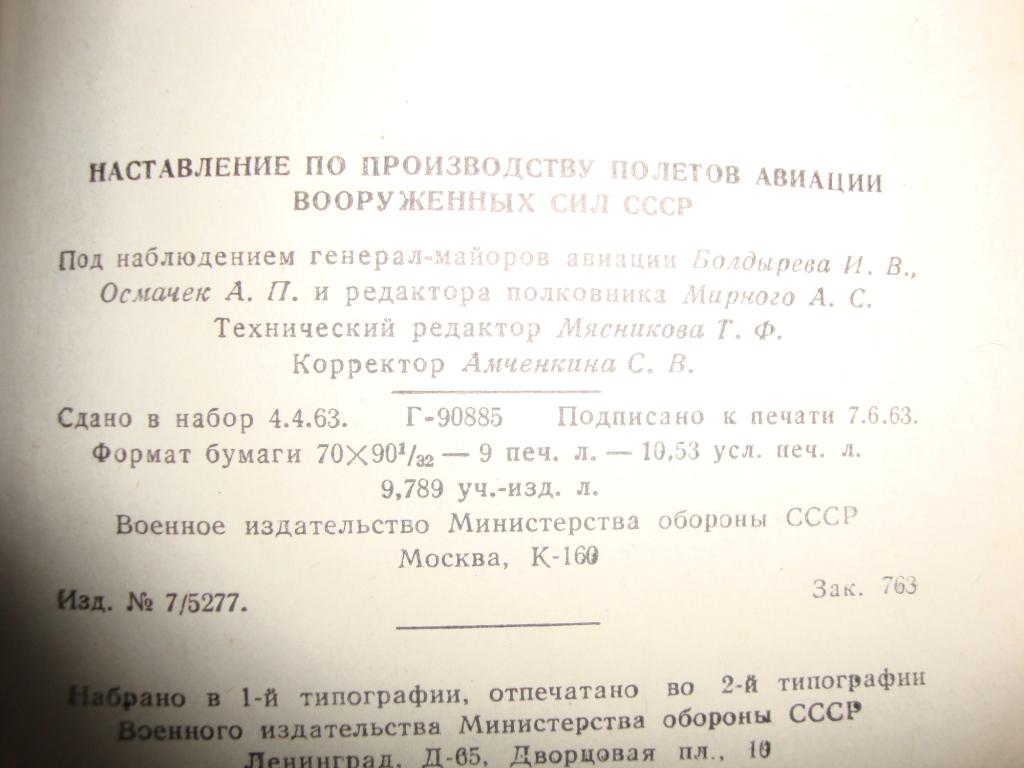 НАСТАВЛЕНИЕ ПО ПРОИЗВОДСТВУ ПОЛЕТОВ АВИАЦИИ
ВООРУЖЕННЫХ СИЛ СССР
Под наблюдением генерал-майоров авиации Болдырева И. В.,
Осмачек А. П. и редактора полковника Мирного А. С.
Технический редактор Мясникова Т. Ф.
Корректор Амченкина С. В.
Сдано в набор 4.4.63. Г-90885 Подписано к печати 7.6.63.
Формат бумаги 70×90¹/₃₂ — 9 печ. л. — 10,53 усл. печ. л.
9,789 уч.-изд. л.
Военное издательство Министерства обороны СССР
Москва, К-160
Изд. № 7/5277. Зак. 763
Набрано в 1-й типографии, отпечатано во 2-й типографии
Военного издательства Министерства обороны СССР
Ленинград, Д-65, Дворцовая пл., 10